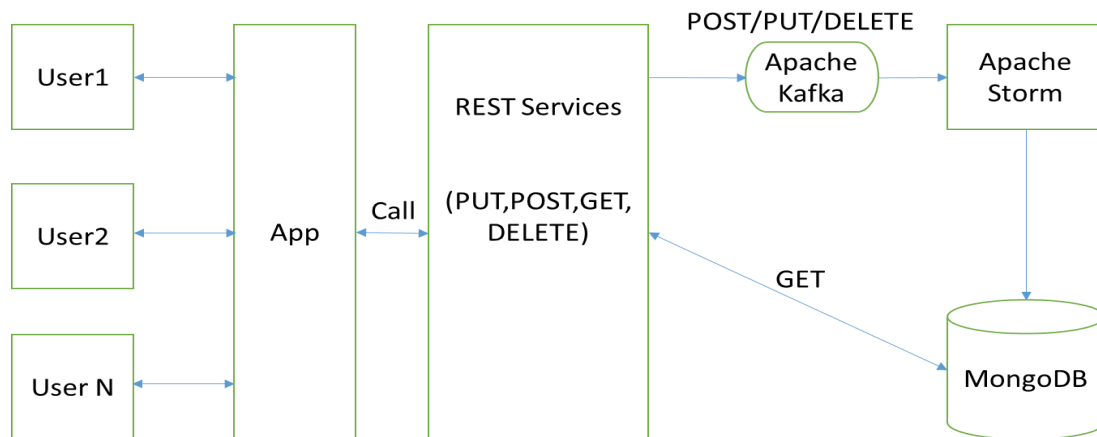 User1
User2
User N
App
Call
REST Services
(PUT,POST,GET,
DELETE)
POST/PUT/DELETE
Apache
Kafka
Apache
Storm
GET
MongoDB